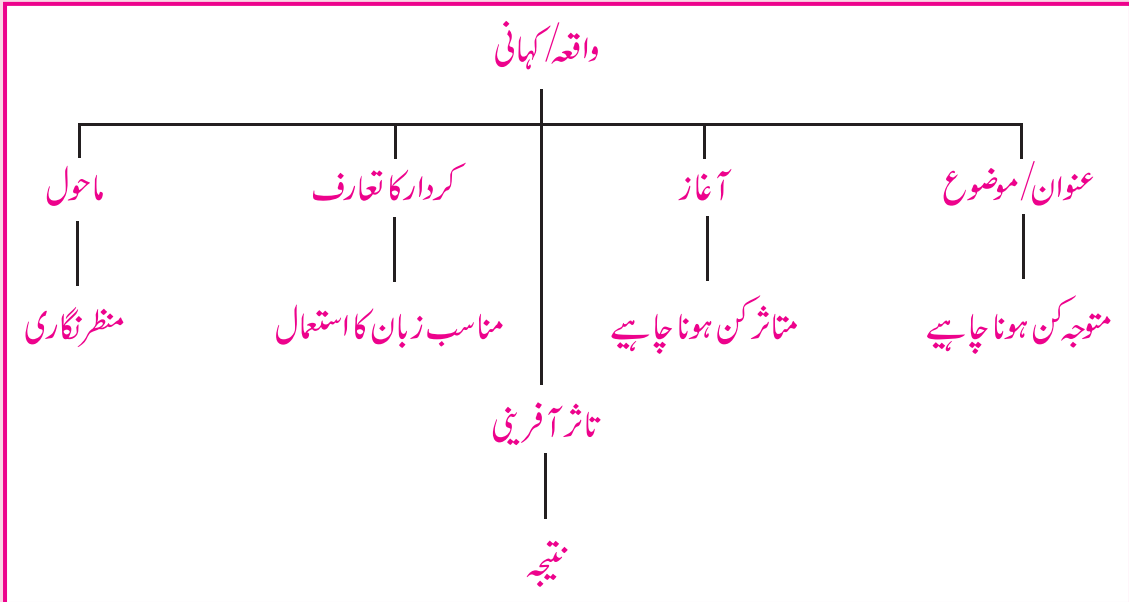 واقعہ/کہانی
عنوان/موضوع
آغاز
کردار کا تعارف
ماحول
متوجہ کن ہونا چاہیے
متاثر کن ہونا چاہیے
مناسب زبان کا استعمال
منظر نگاری
تاثر آفرینی
نتیجہ